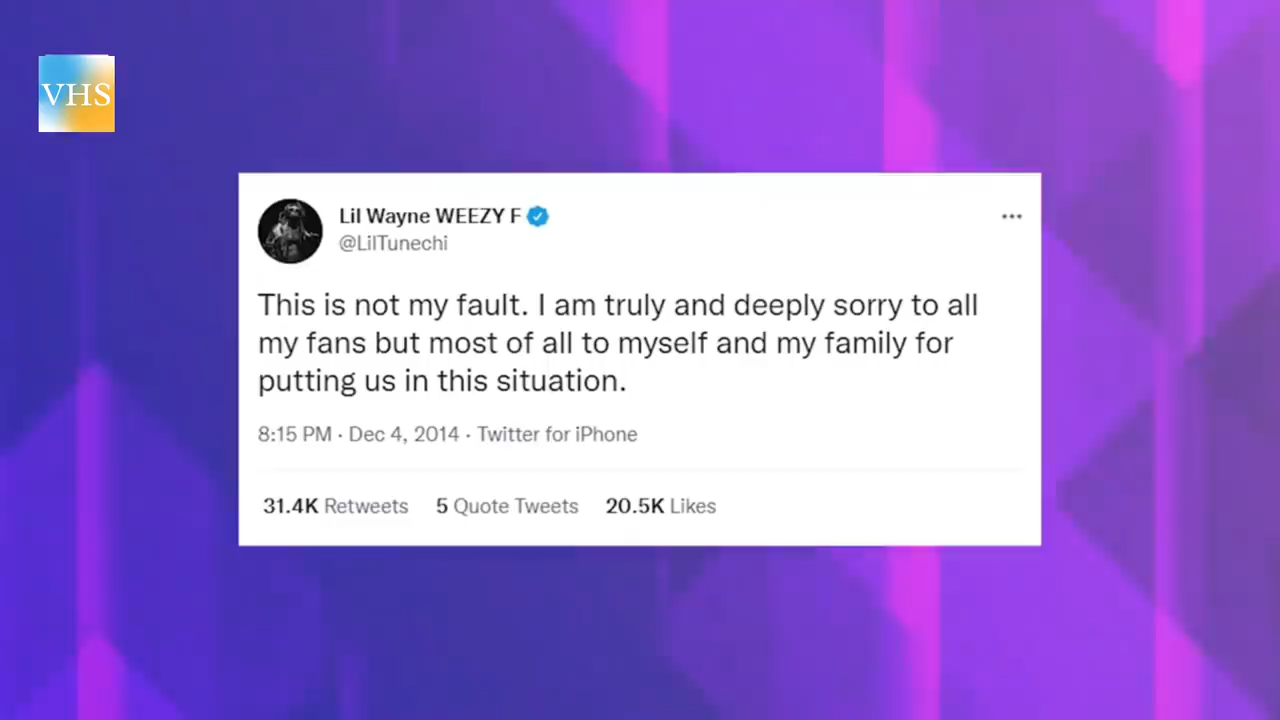 VHS
Lil Wayne WEEZY F
@LilTunechi
This is not my fault. I am truly and deeply sorry to all
my fans but most of all to myself and my family for
putting us in this situation.
8:15 PM · Dec 4, 2014 · Twitter for iPhone
31.4K Retweets 5 Quote Tweets 20.5K Likes